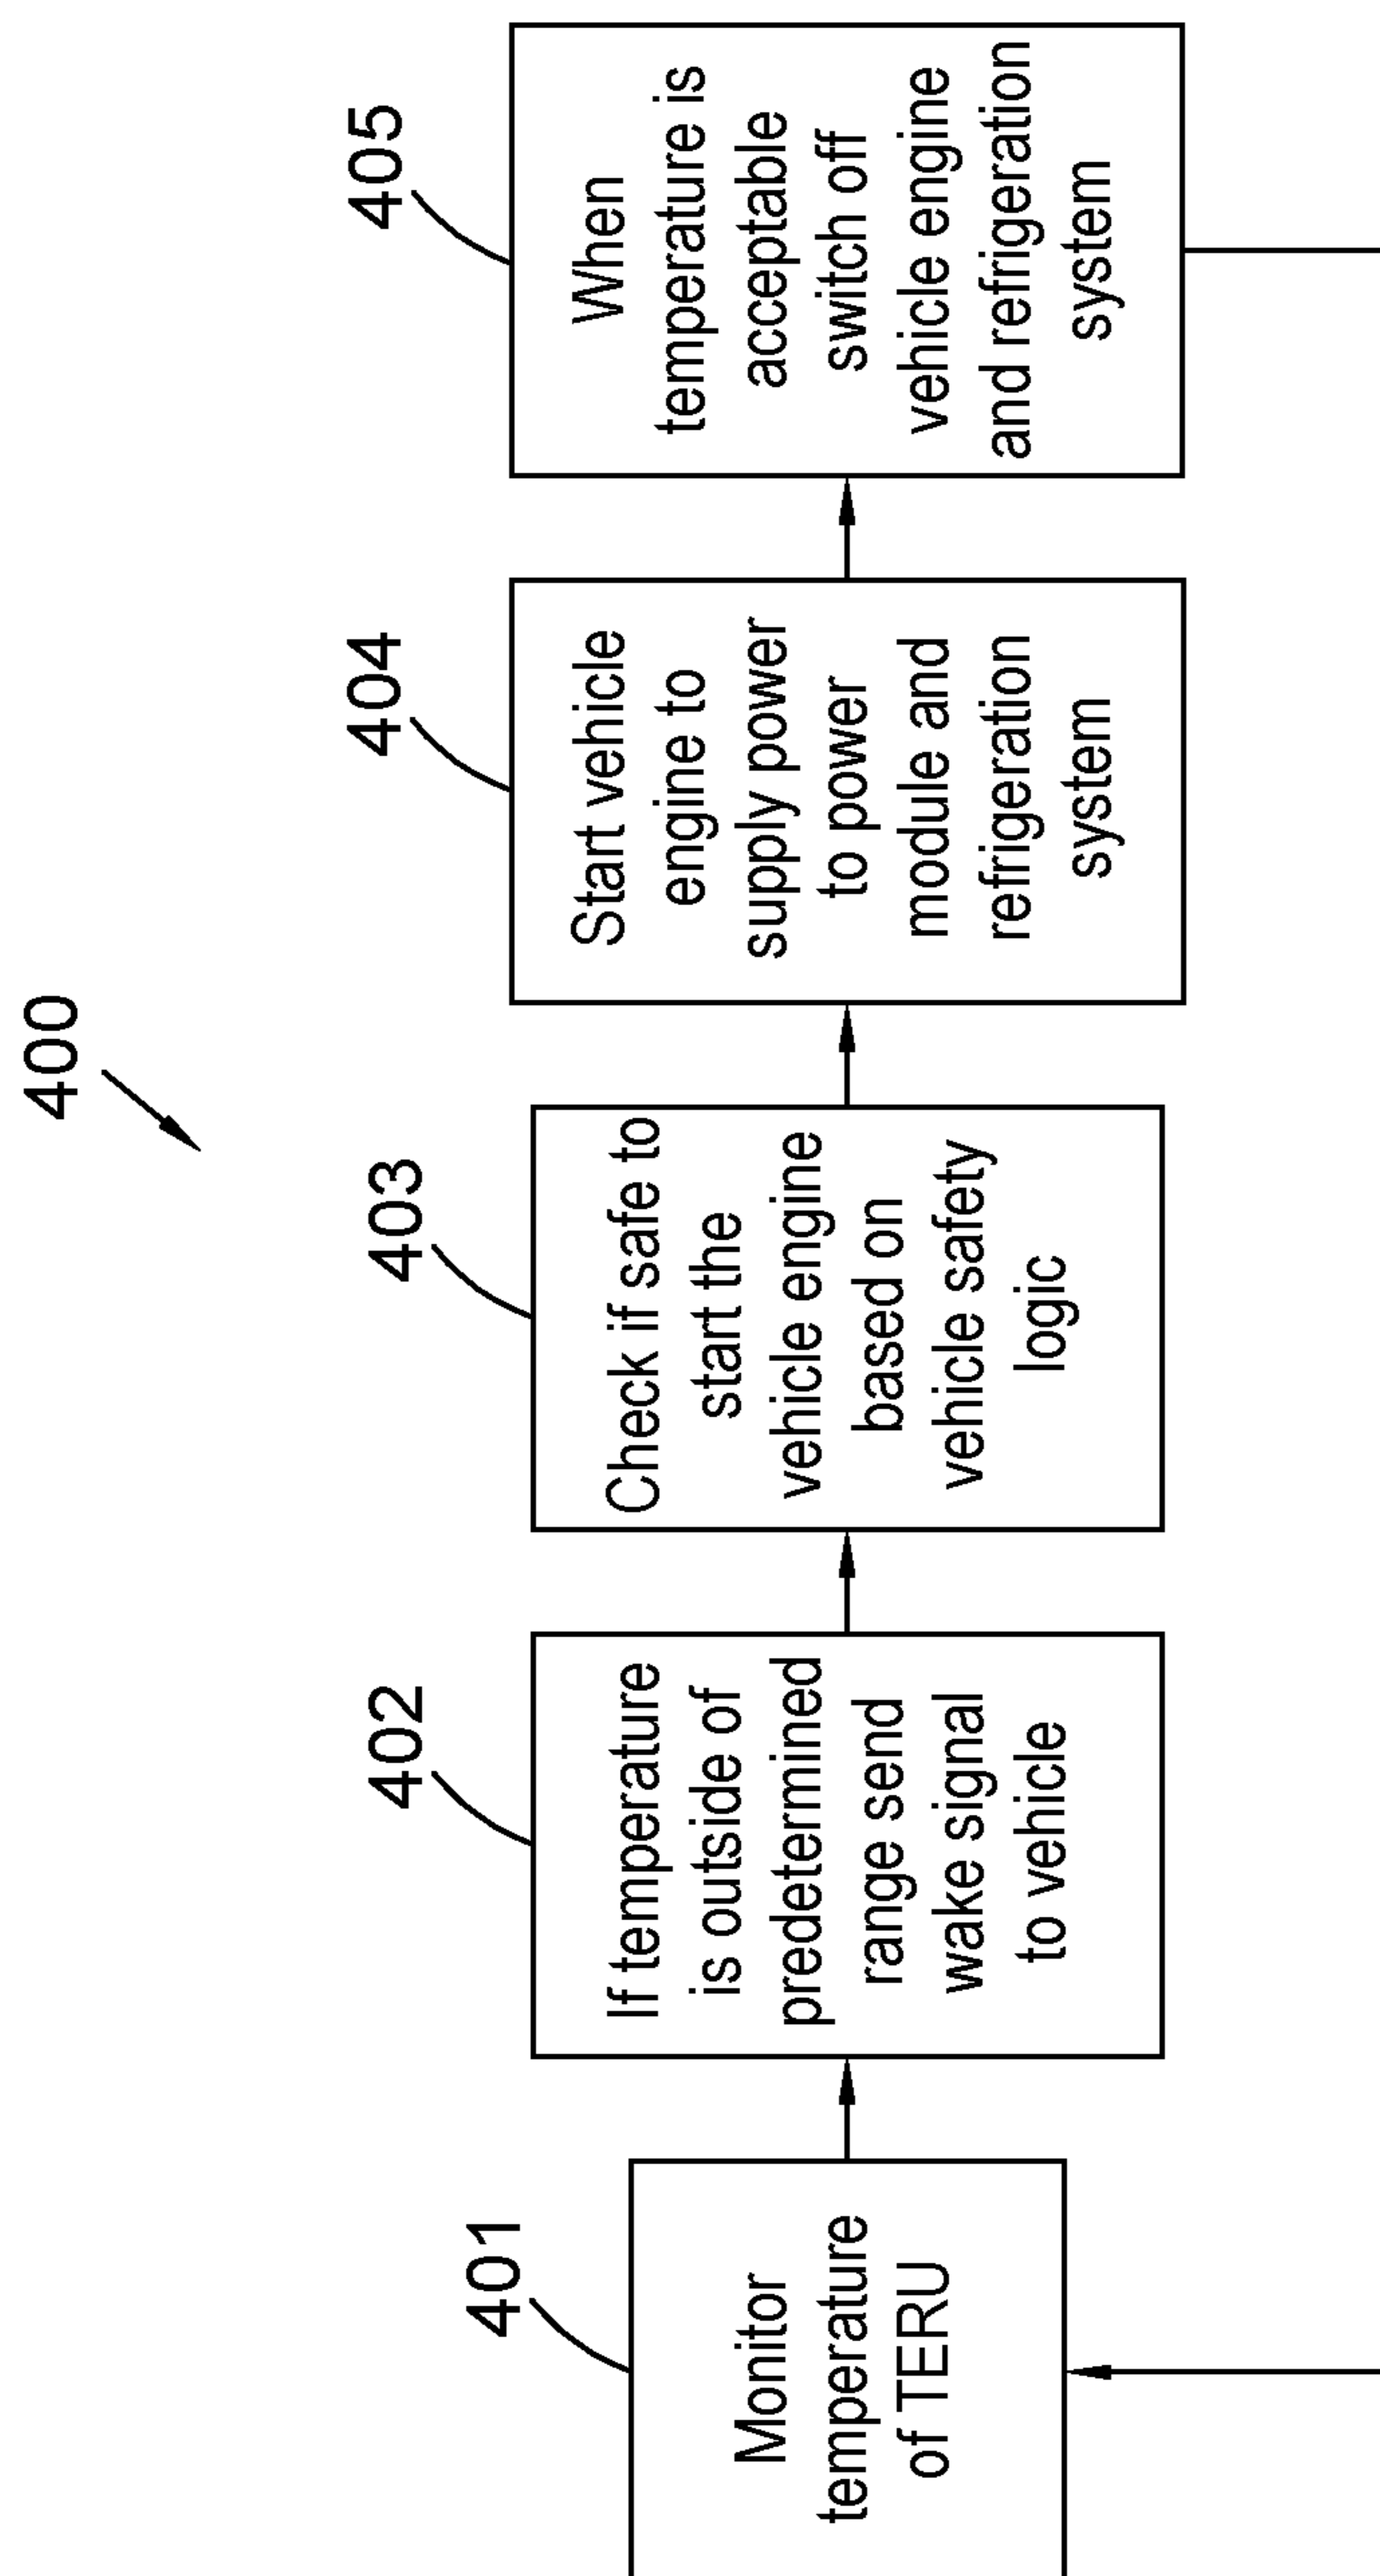 400
401
Monitor
temperature
of TERU
402
If temperature
is outside of
predetermined
range send
wake signal
to vehicle
403
Check if safe to
start the
vehicle engine
based on
vehicle safety
logic
404
Start vehicle
engine to
supply power
to power
module and
refrigeration
system
405
When
temperature is
acceptable
switch off
vehicle engine
and refrigeration
system